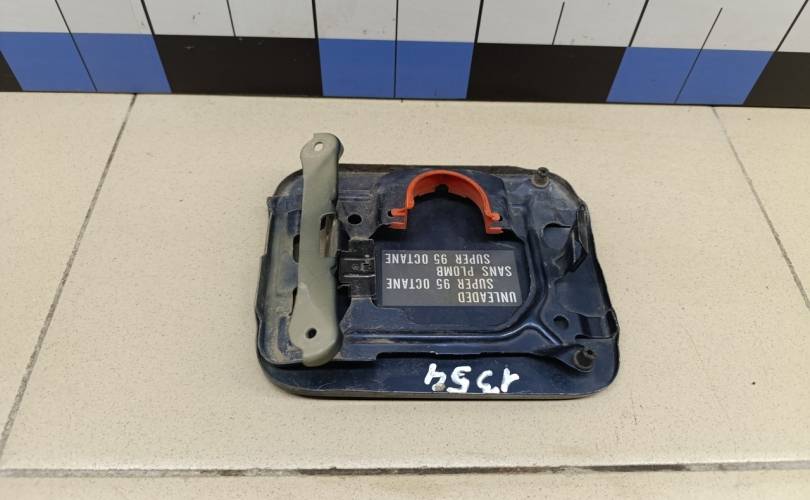 UNLEADED
SUPER 95 OCTANE
SANS PLOMB
SUPER 95 OCTANE
1354